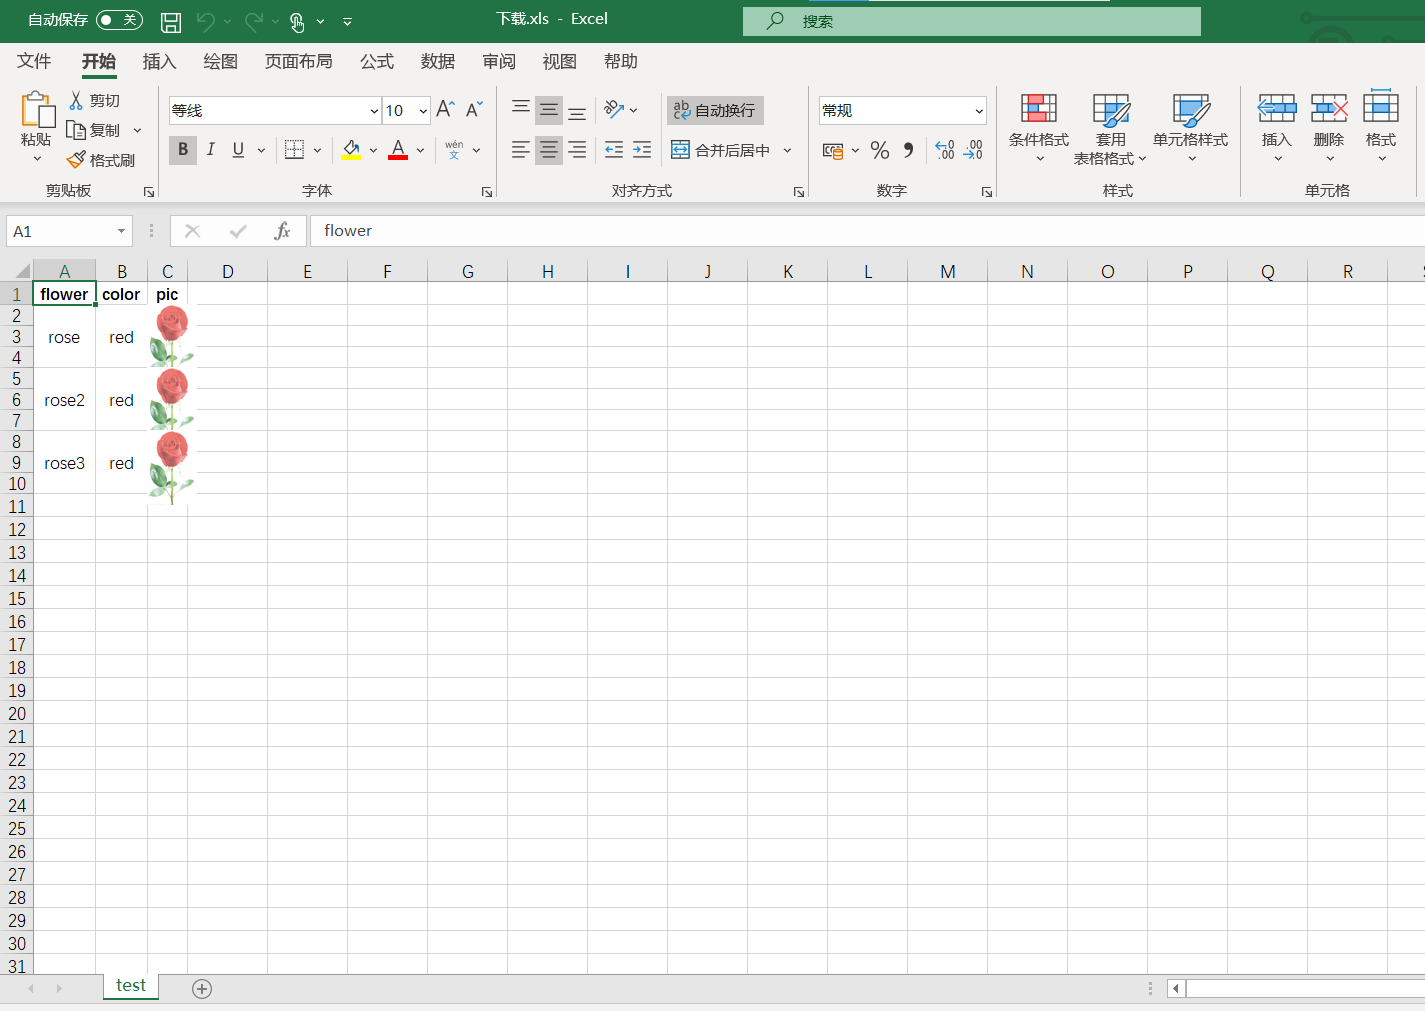 自动保存 关 下载.xls - Excel 搜索
文件 开始 插入 绘图 页面布局 公式 数据 审阅 视图 帮助
粘贴 剪切 复制 格式刷 剪贴板
等线 10 A A B I U A wén 文 字体
ab 自动换行 合并后居中 对齐方式
常规 % .00 .00 数字
条件格式 套用 表格格式 单元格样式 样式
插入 删除 格式 单元格
A1 fx flower
A B C D E F G H I J K L M N O P Q R
1 flower color pic
2
3 rose red
4
5
6 rose2 red
7
8
9 rose3 red
10
11
12
13
14
15
16
17
18
19
20
21
22
23
24
25
26
27
28
29
30
31
test